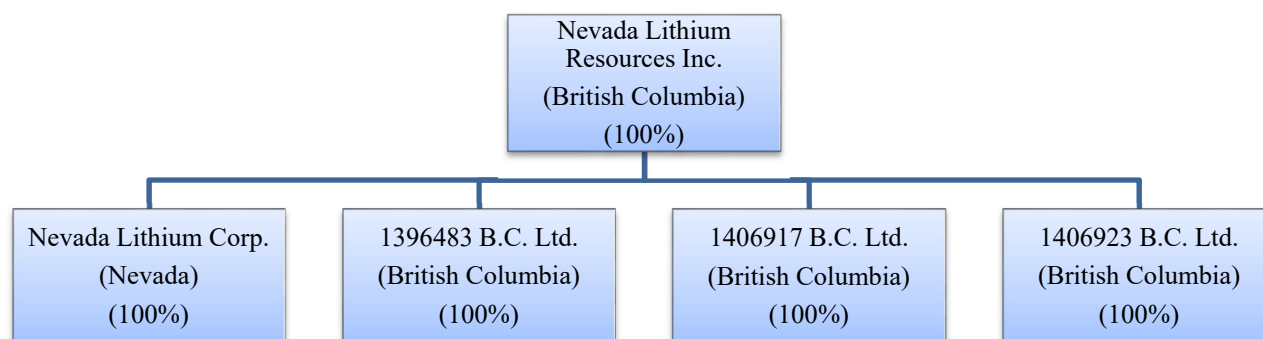 Nevada Lithium
Resources Inc.
(British Columbia)
(100%)
Nevada Lithium Corp.
(Nevada)
(100%)
1396483 B.C. Ltd.
(British Columbia)
(100%)
1406917 B.C. Ltd.
(British Columbia)
(100%)
1406923 B.C. Ltd.
(British Columbia)
(100%)